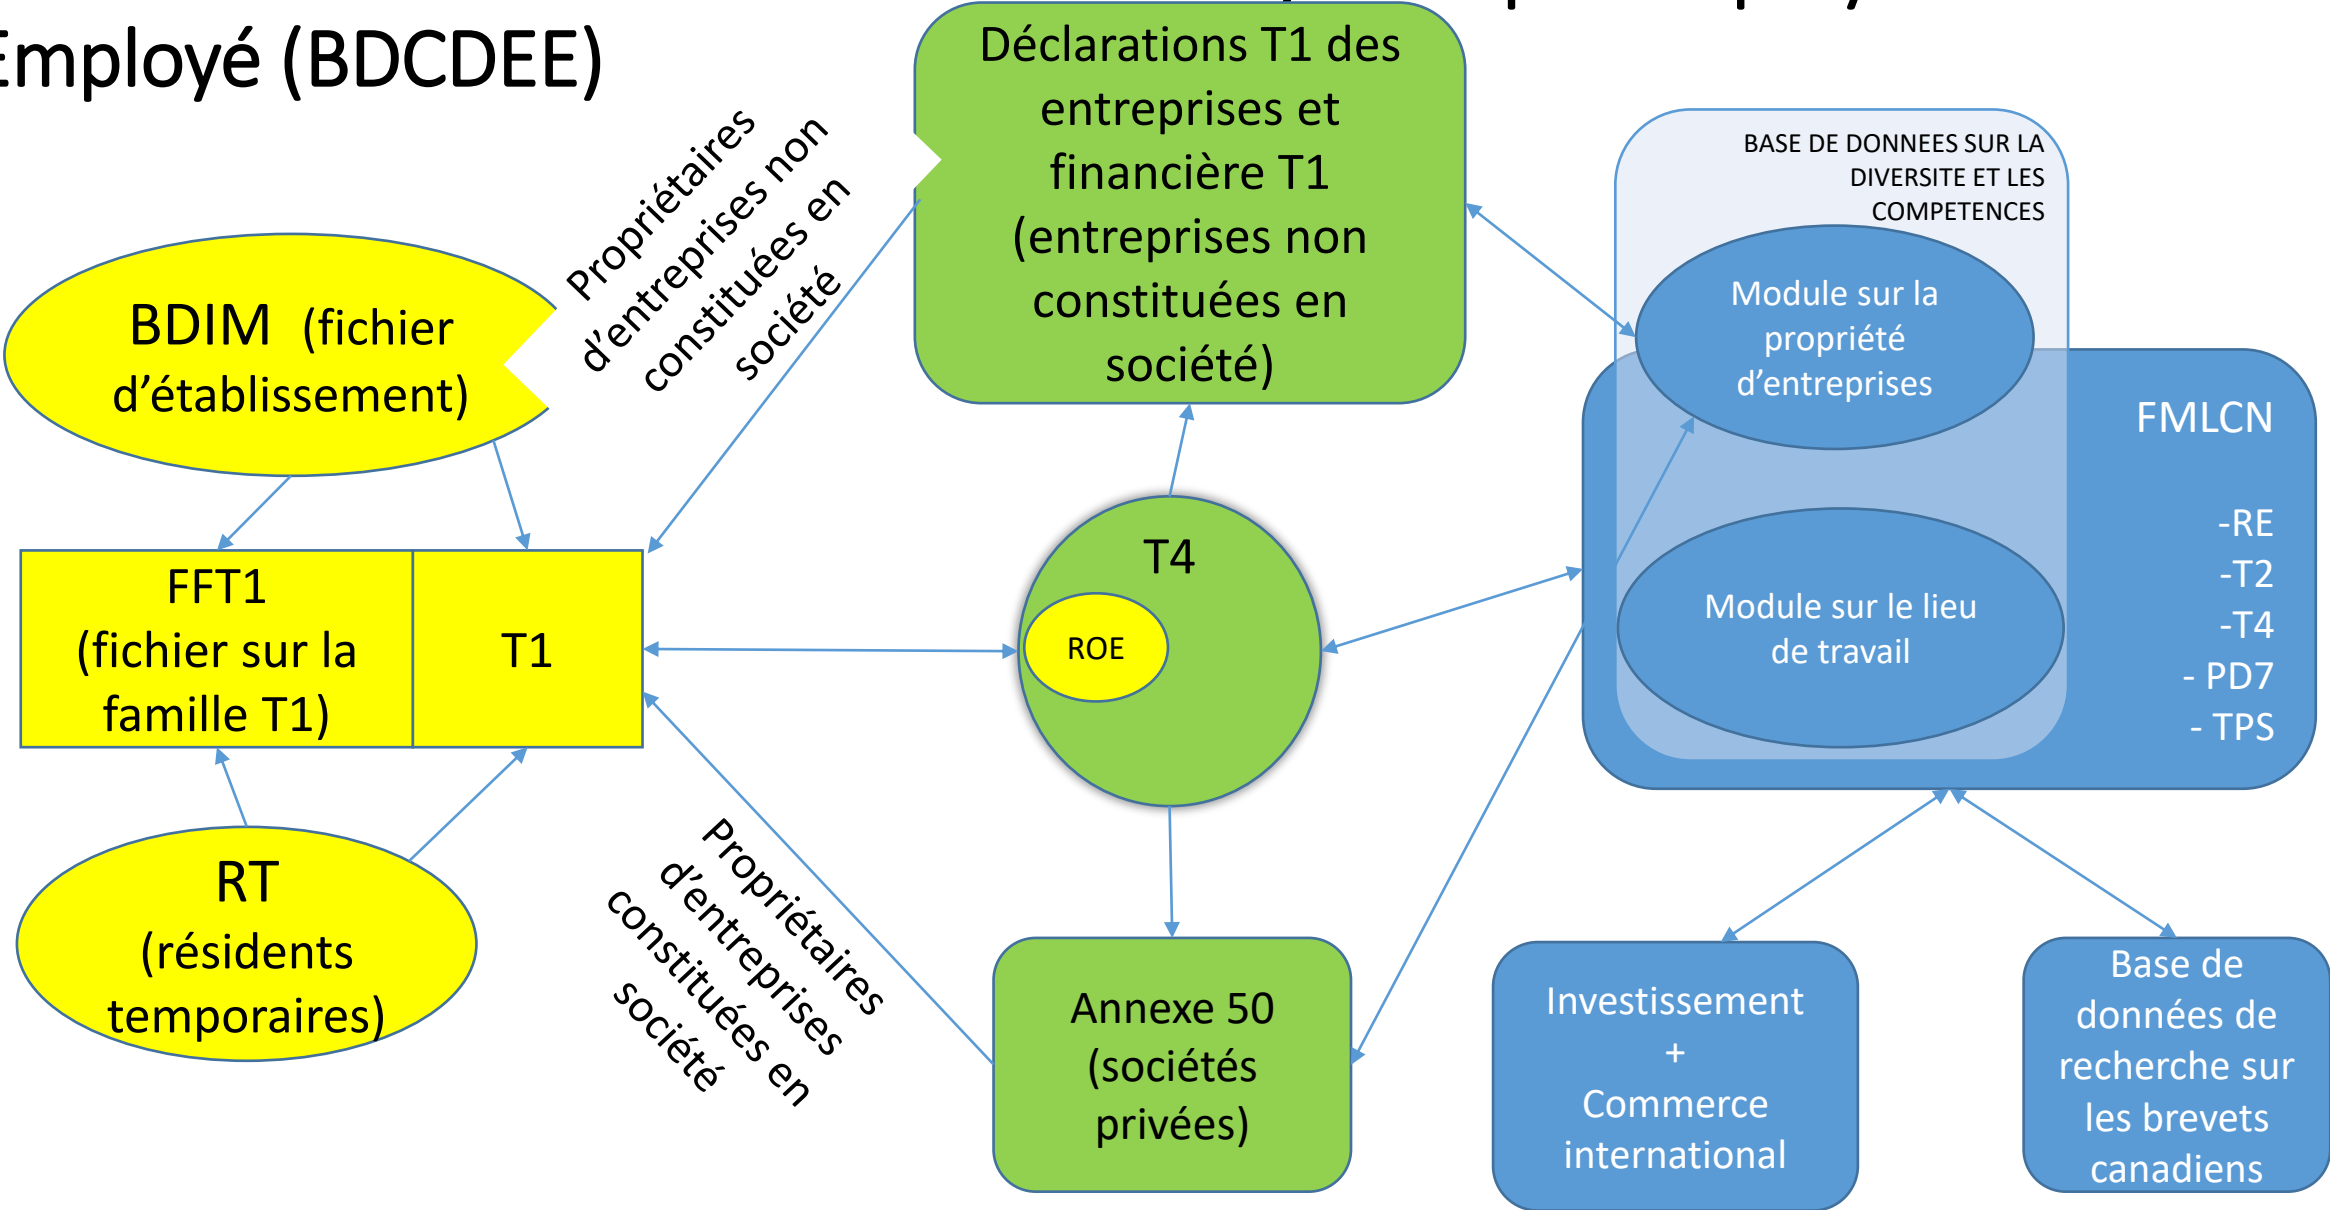 Employé (BDCDEE)
Déclarations T1 des
entreprises et
financière T1
(entreprises non
constituées en
société)
Propriétaires
d'entreprises non
constituées en
société
BASE DE DONNEES SUR LA
DIVERSITE ET LES
COMPETENCES
Module sur la
propriété
d'entreprises
BDIM (fichier
d'établissement)
FMLCN
-RE
-T2
-T4
- PD7
- TPS
FFT1
(fichier sur la
famille T1)
T1
T4
ROE
Module sur le lieu
de travail
RT
(résidents
temporaires)
Propriétaires
d'entreprises
constituées en
société
Annexe 50
(sociétés
privées)
Investissement
+
Commerce
international
Base de
données de
recherche sur
les brevets
canadiens